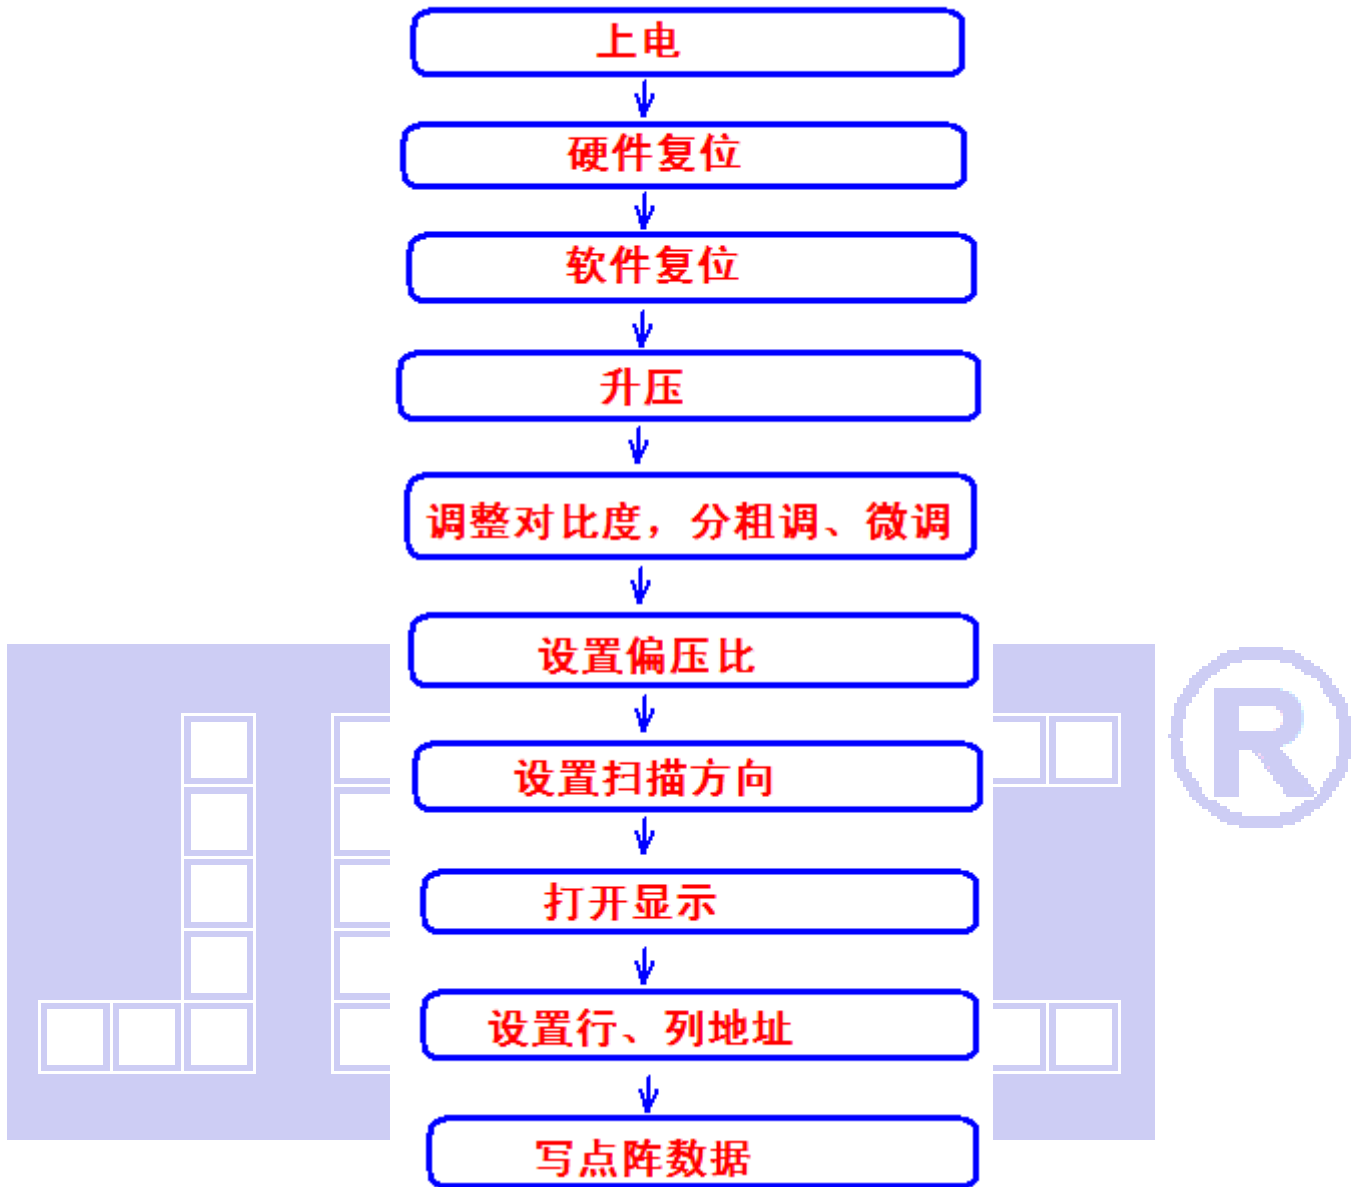 上电
硬件复位
软件复位
升压
调整对比度，分粗调、微调
设置偏压比
设置扫描方向
打开显示
设置行、列地址
写点阵数据
®